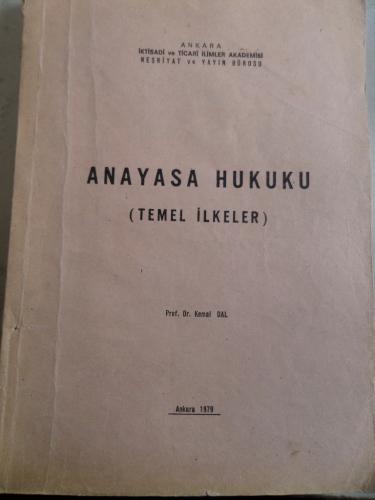 ANKARA
İKTİSADİ ve TİCARİ İLİMLER AKADEMİSİ
NEŞRİYAT ve YAYIN BÜROSU
ANAYASA HUKUKU
(TEMEL İLKELER)
Prof. Dr. Kemal DAL
Ankara 1979